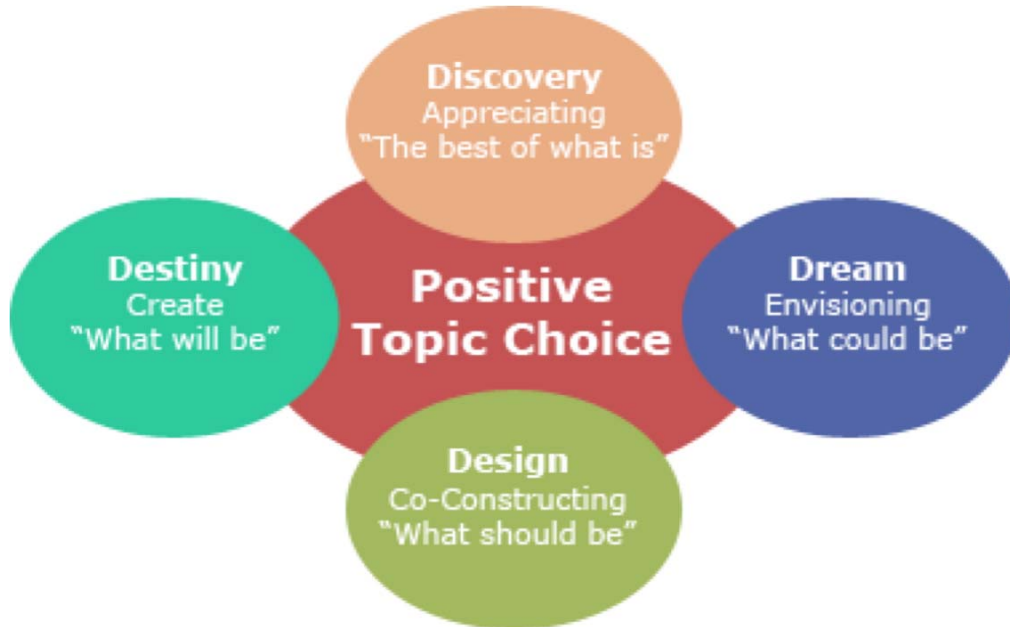 Discovery
Appreciating
“The best of what is”
Destiny
Create
“What will be”
Positive
Topic Choice
Dream
Envisioning
“What could be”
Design
Co-Constructing
“What should be”